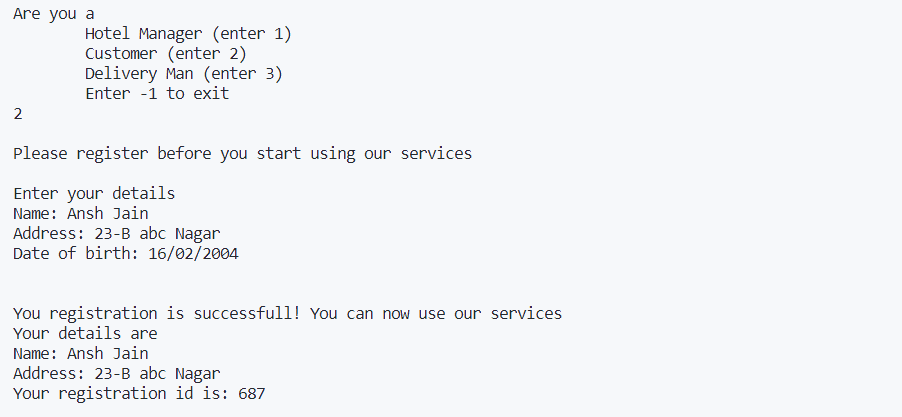 Are you a
Hotel Manager (enter 1)
Customer (enter 2)
Delivery Man (enter 3)
Enter -1 to exit
2
Please register before you start using our services
Enter your details
Name: Ansh Jain
Address: 23-B abc Nagar
Date of birth: 16/02/2004
You registration is successfull! You can now use our services
Your details are
Name: Ansh Jain
Address: 23-B abc Nagar
Your registration id is: 687